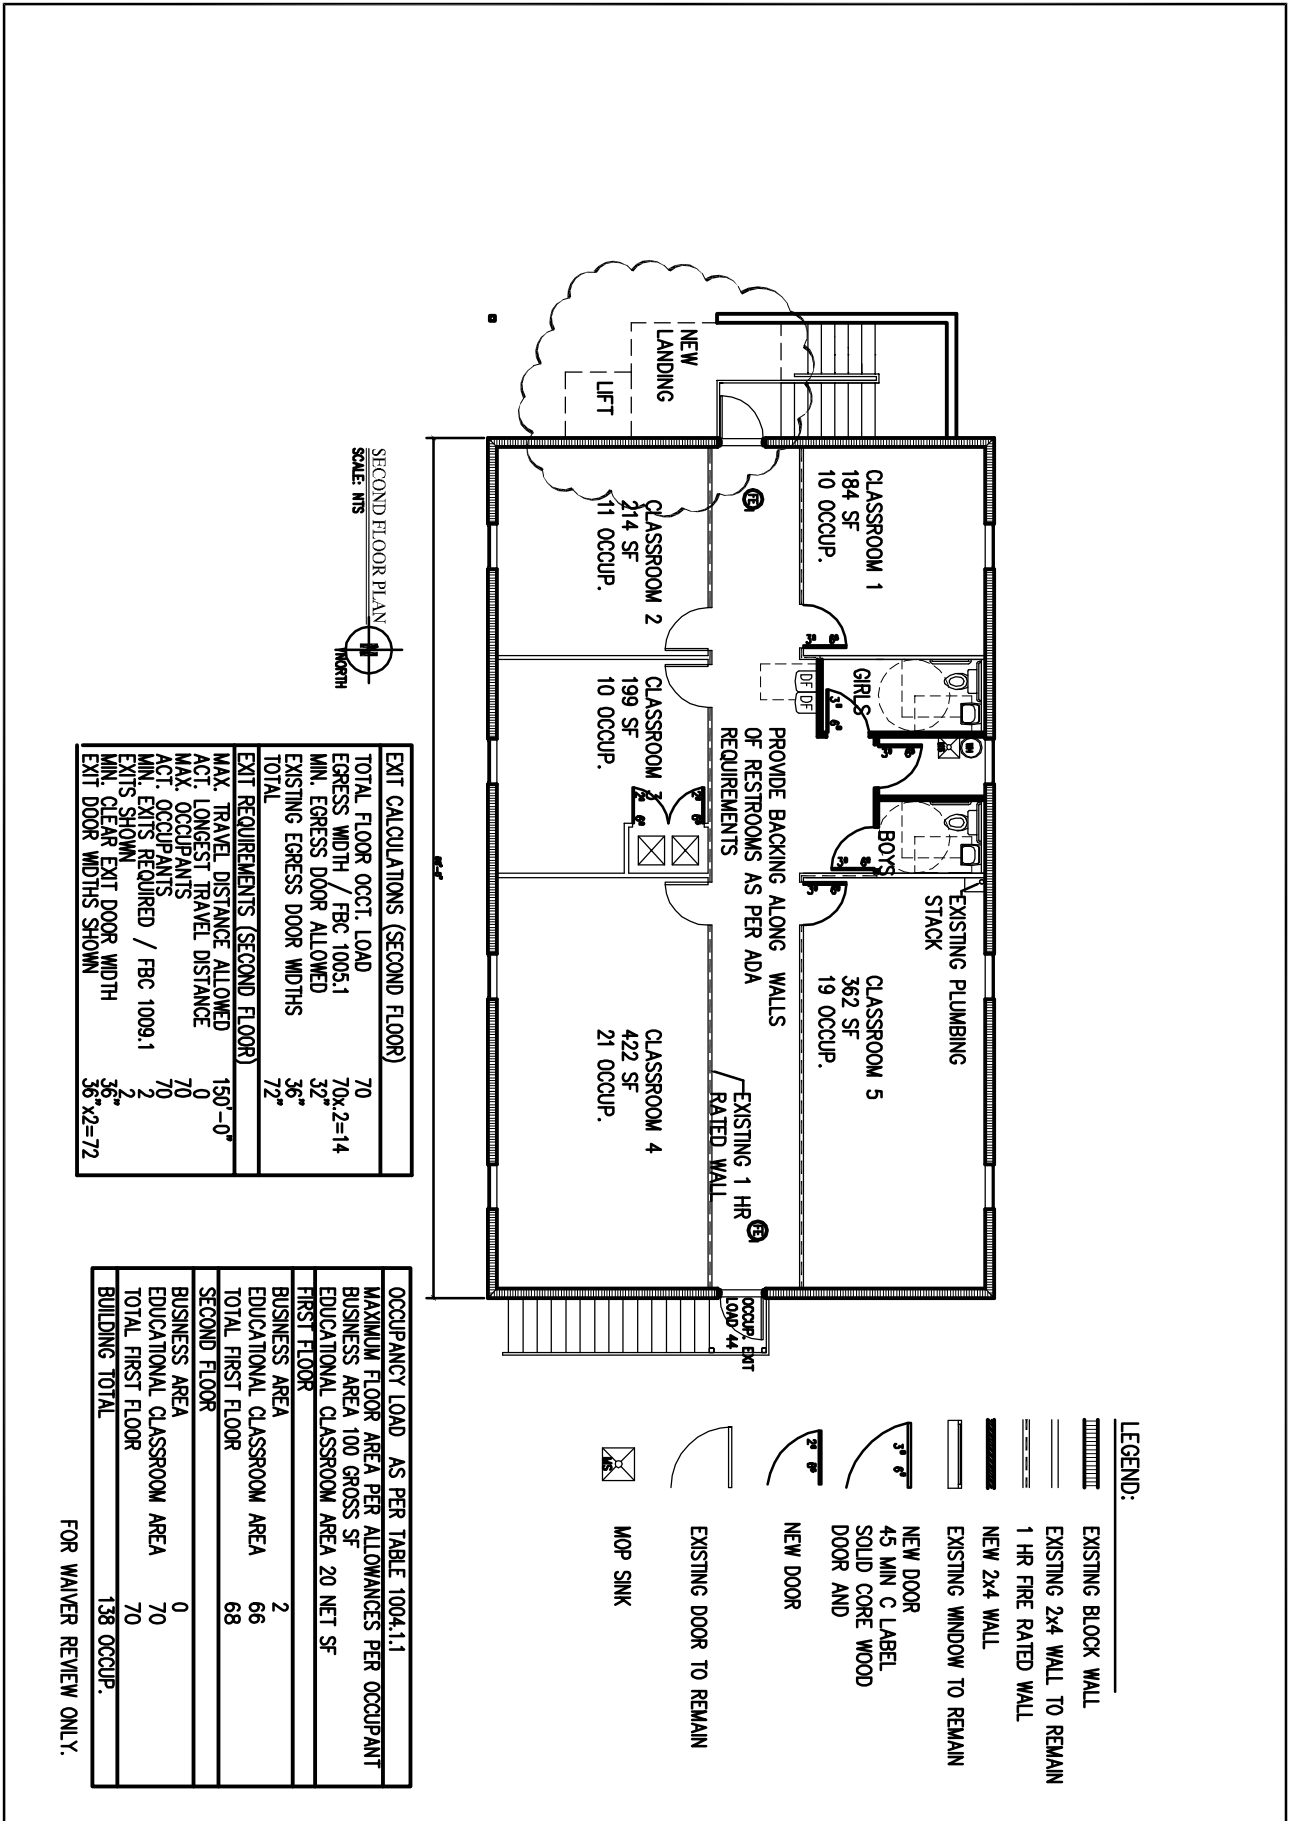 LEGEND:
EXISTING BLOCK WALL
EXISTING 2x4 WALL TO REMAIN
1 HR FIRE RATED WALL
NEW 2x4 WALL
EXISTING WINDOW TO REMAIN
3⁰ 6⁸
NEW DOOR
45 MIN C LABEL
SOLID CORE WOOD
DOOR AND
2⁸ 6⁸
NEW DOOR
EXISTING DOOR TO REMAIN
MS
MOP SINK
CLASSROOM 1
184 SF
10 OCCUP.
GIRLS
BOYS
EXISTING PLUMBING
STACK
CLASSROOM 5
362 SF
19 OCCUP.
FE
DF DF
PROVIDE BACKING ALONG WALLS
OF RESTROOMS AS PER ADA
REQUIREMENTS
EXISTING 1 HR
RATED WALL
FE
OCCUP. EXIT
LOAD 44
NEW
LANDING
LIFT
CLASSROOM 2
214 SF
11 OCCUP.
CLASSROOM 3
199 SF
10 OCCUP.
CLASSROOM 4
422 SF
21 OCCUP.
SECOND FLOOR PLAN
SCALE: NTS
N
NORTH
EXIT CALCULATIONS (SECOND FLOOR)
TOTAL FLOOR OCCT. LOAD 70
EGRESS WIDTH / FBC 1005.1 70x.2=14
MIN. EGRESS DOOR ALLOWED 32"
EXISTING EGRESS DOOR WIDTHS 36"
TOTAL 72"
EXIT REQUIREMENTS (SECOND FLOOR)
MAX. TRAVEL DISTANCE ALLOWED 150'-0"
ACT. LONGEST TRAVEL DISTANCE 0
MAX. OCCUPANTS 70
ACT. OCCUPANTS 70
MIN. EXITS REQUIRED / FBC 1009.1 2
EXITS SHOWN 2
MIN. CLEAR EXIT DOOR WIDTH 36"
EXIT DOOR WIDTHS SHOWN 36"x2=72
OCCUPANCY LOAD AS PER TABLE 1004.1.1
MAXIMUM FLOOR AREA PER ALLOWANCES PER OCCUPANT
BUSINESS AREA 100 GROSS SF
EDUCATIONAL CLASSROOM AREA 20 NET SF
FIRST FLOOR
BUSINESS AREA 2
EDUCATIONAL CLASSROOM AREA 66
TOTAL FIRST FLOOR 68
SECOND FLOOR
BUSINESS AREA 0
EDUCATIONAL CLASSROOM AREA 70
TOTAL FIRST FLOOR 70
BUILDING TOTAL 138 OCCUP.
FOR WAIVER REVIEW ONLY.